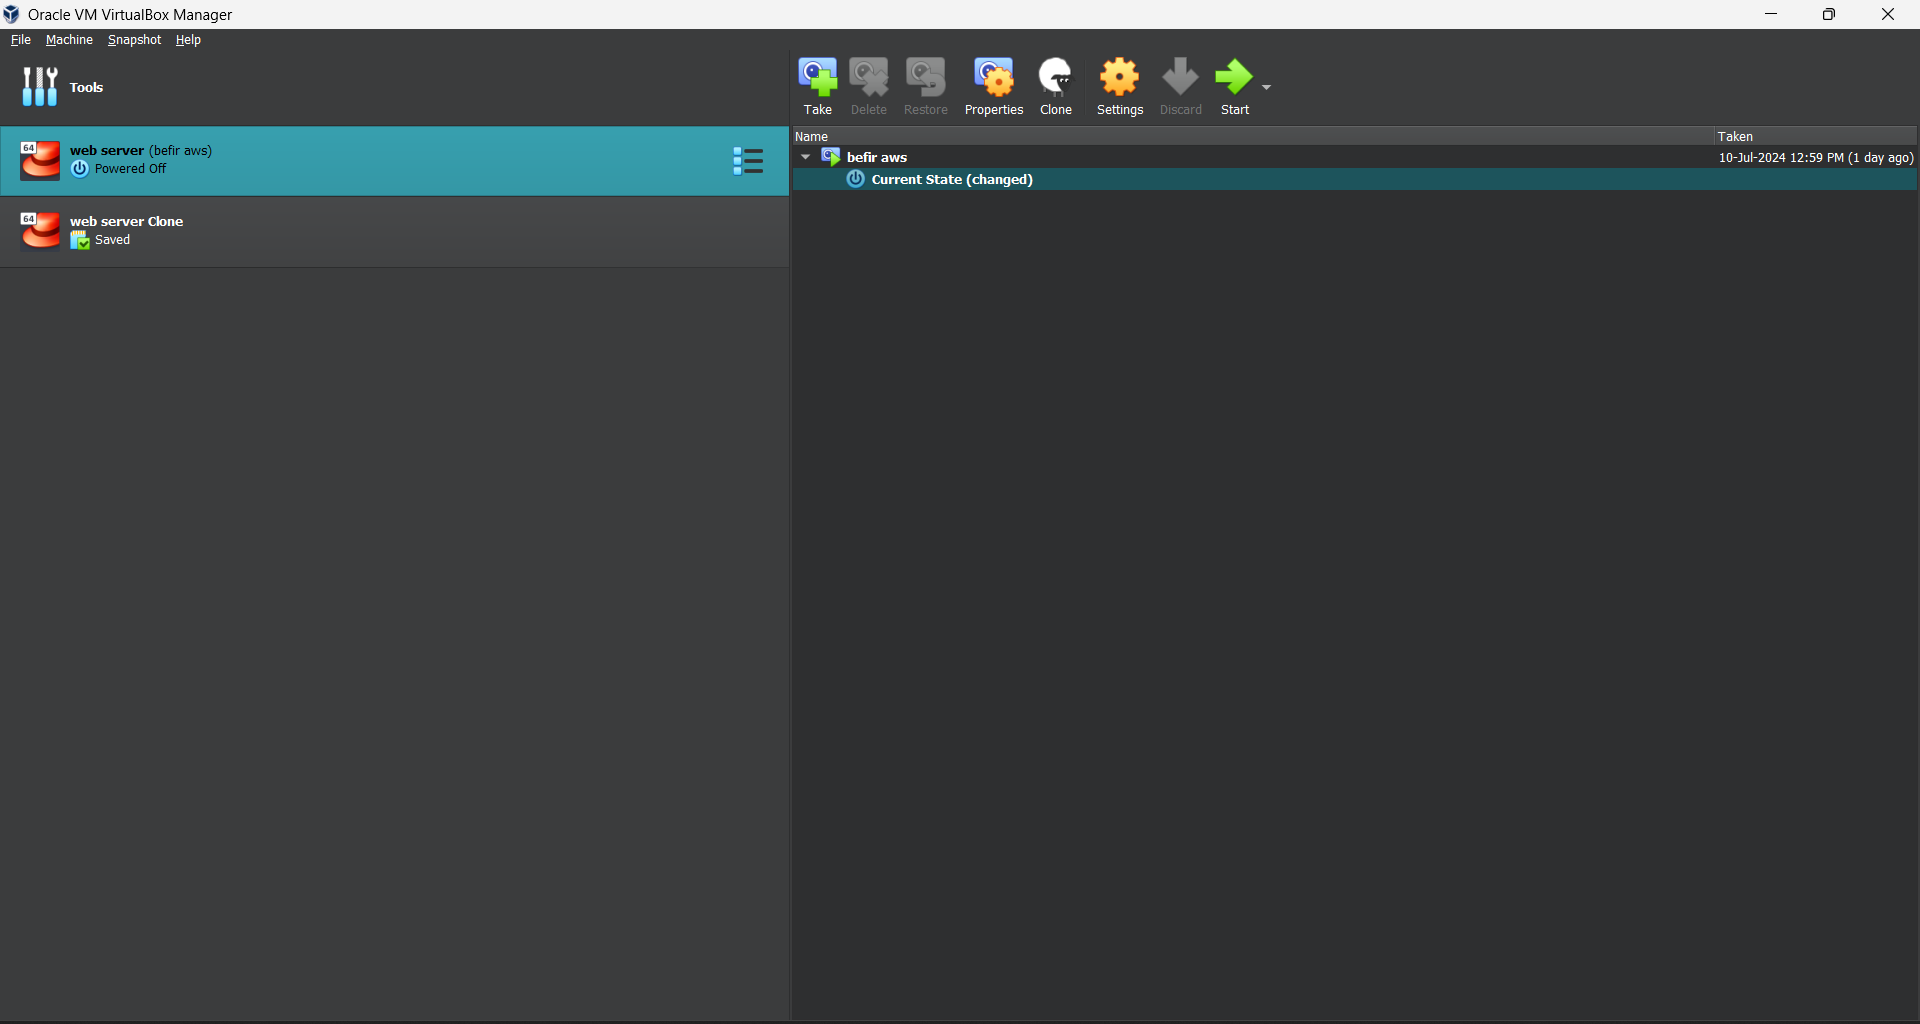 Oracle VM VirtualBox Manager
File Machine Snapshot Help
Tools
Take Delete Restore Properties Clone Settings Discard Start
64
web server (befir aws)
Powered Off
64
web server Clone
Saved
Name Taken
befir aws 10-Jul-2024 12:59 PM (1 day ago)
Current State (changed)